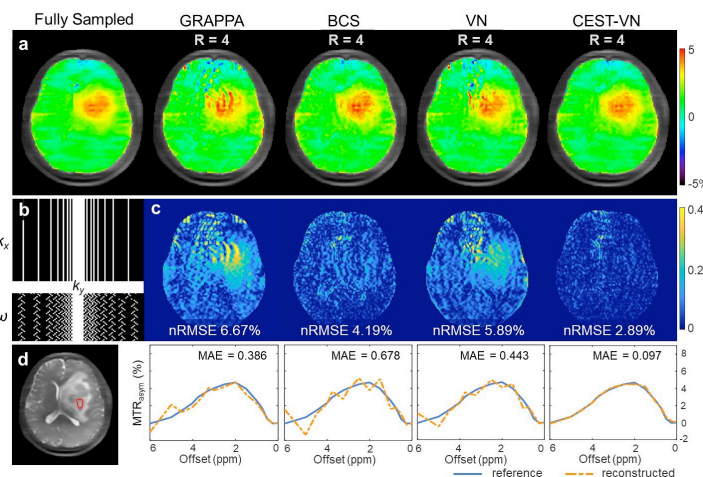 Fully Sampled GRAPPA BCS VN CEST-VN
R = 4 R = 4 R = 4 R = 4
a
5
0
-5%
b
kx
ky
ω
c
0.4
0.2
0
nRMSE 6.67% nRMSE 4.19% nRMSE 5.89% nRMSE 2.89%
d
MTRasym (%)
MAE = 0.386 MAE = 0.678 MAE = 0.443 MAE = 0.097
8
6
4
2
0
-2
6 4 2 0 6 4 2 0 6 4 2 0 6 4 2 0
Offset (ppm) Offset (ppm) Offset (ppm) Offset (ppm)
reference reconstructed